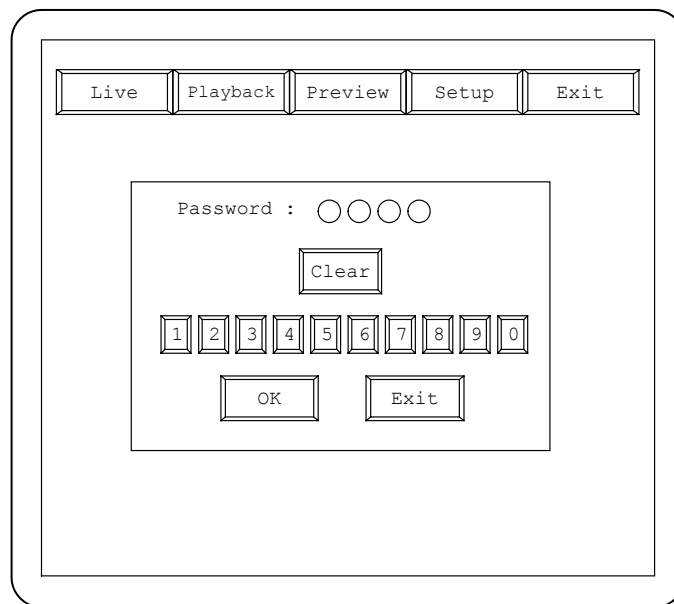 Live Playback Preview Setup Exit
Password :
Clear
1 2 3 4 5 6 7 8 9 0
OK Exit